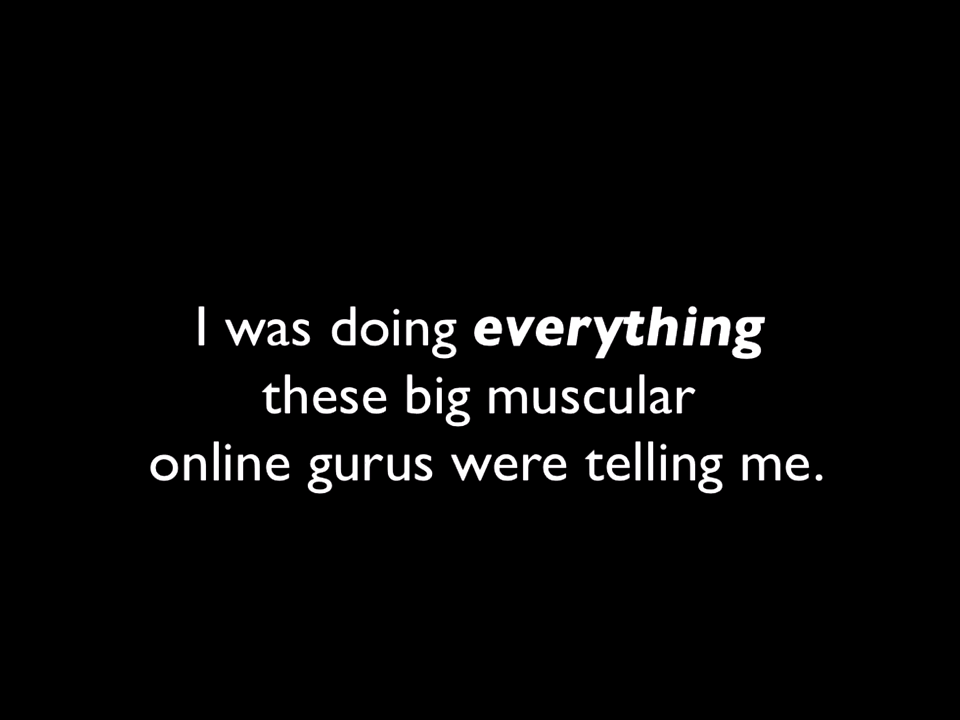 I was doing everything
these big muscular
online gurus were telling me.